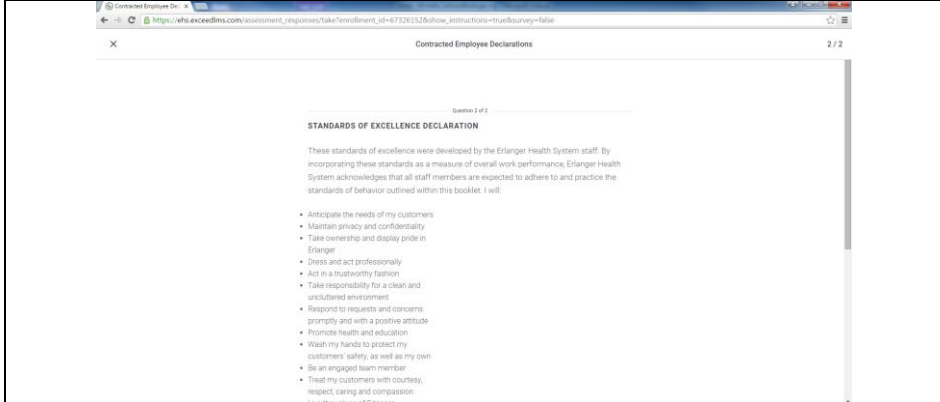 Contracted Employee Dec
https://ehs.exceedlms.com/assessment_responses/take?enrollment_id=67326152&show_instructions=true&survey=false
Contracted Employee Declarations
2 / 2
Question 2 of 2
STANDARDS OF EXCELLENCE DECLARATION
These standards of excellence were developed by the Erlanger Health System staff. By
incorporating these standards as a measure of overall work performance, Erlanger Health
System acknowledges that all staff members are expected to adhere to and practice the
standards of behavior outlined within this booklet. I will:
• Anticipate the needs of my customers
• Maintain privacy and confidentiality
• Take ownership and display pride in
Erlanger
• Dress and act professionally
• Act in a trustworthy fashion
• Take responsibility for a clean and
uncluttered environment
• Respond to requests and concerns
promptly and with a positive attitude
• Promote health and education
• Wash my hands to protect my
customers' safety, as well as my own
• Be an engaged team member
• Treat my customers with courtesy,
respect, caring and compassion